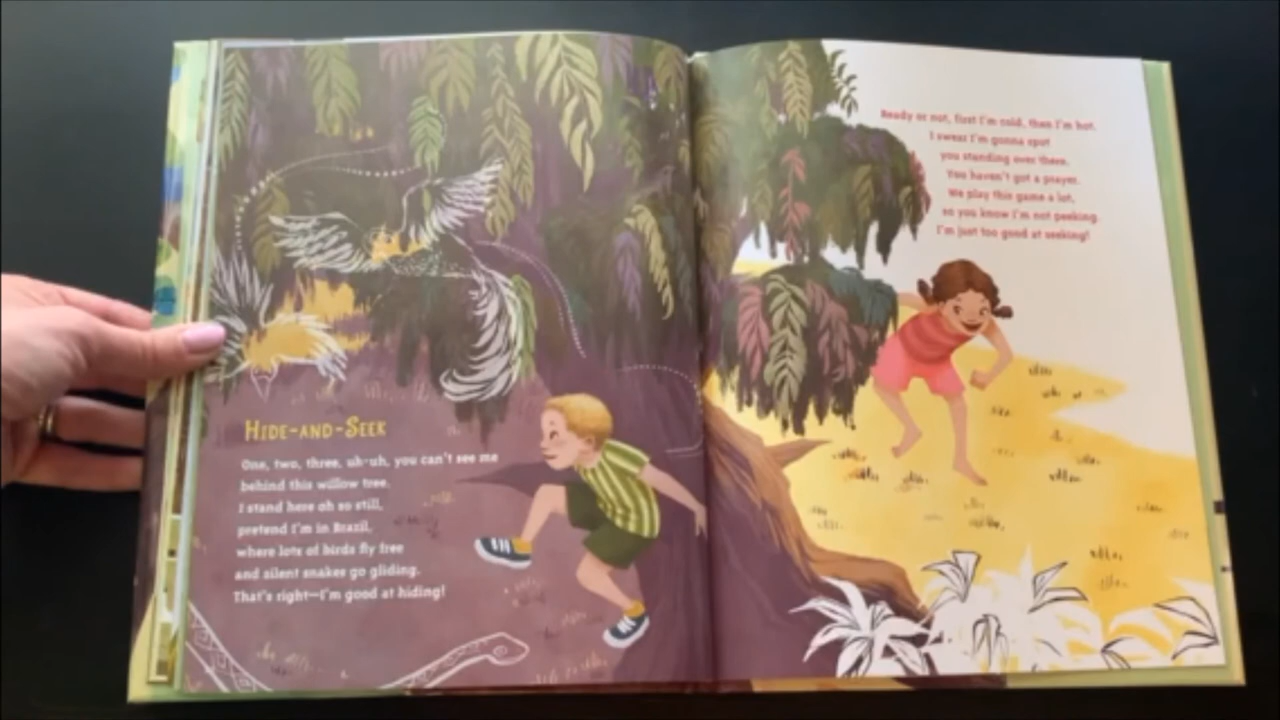 HIDE-AND-SEEK
One, two, three, uh-uh, you can't see me
behind this willow tree.
I stand here oh so still,
pretend I'm in Brazil,
where lots of birds fly free
and silent snakes go gliding.
That's right—I'm good at hiding!
Ready or not, first I'm cold, then I'm hot.
I swear I'm gonna spot
you standing over there.
You haven't got a prayer.
We play this game a lot,
so you know I'm not peeking.
I'm just too good at seeking!